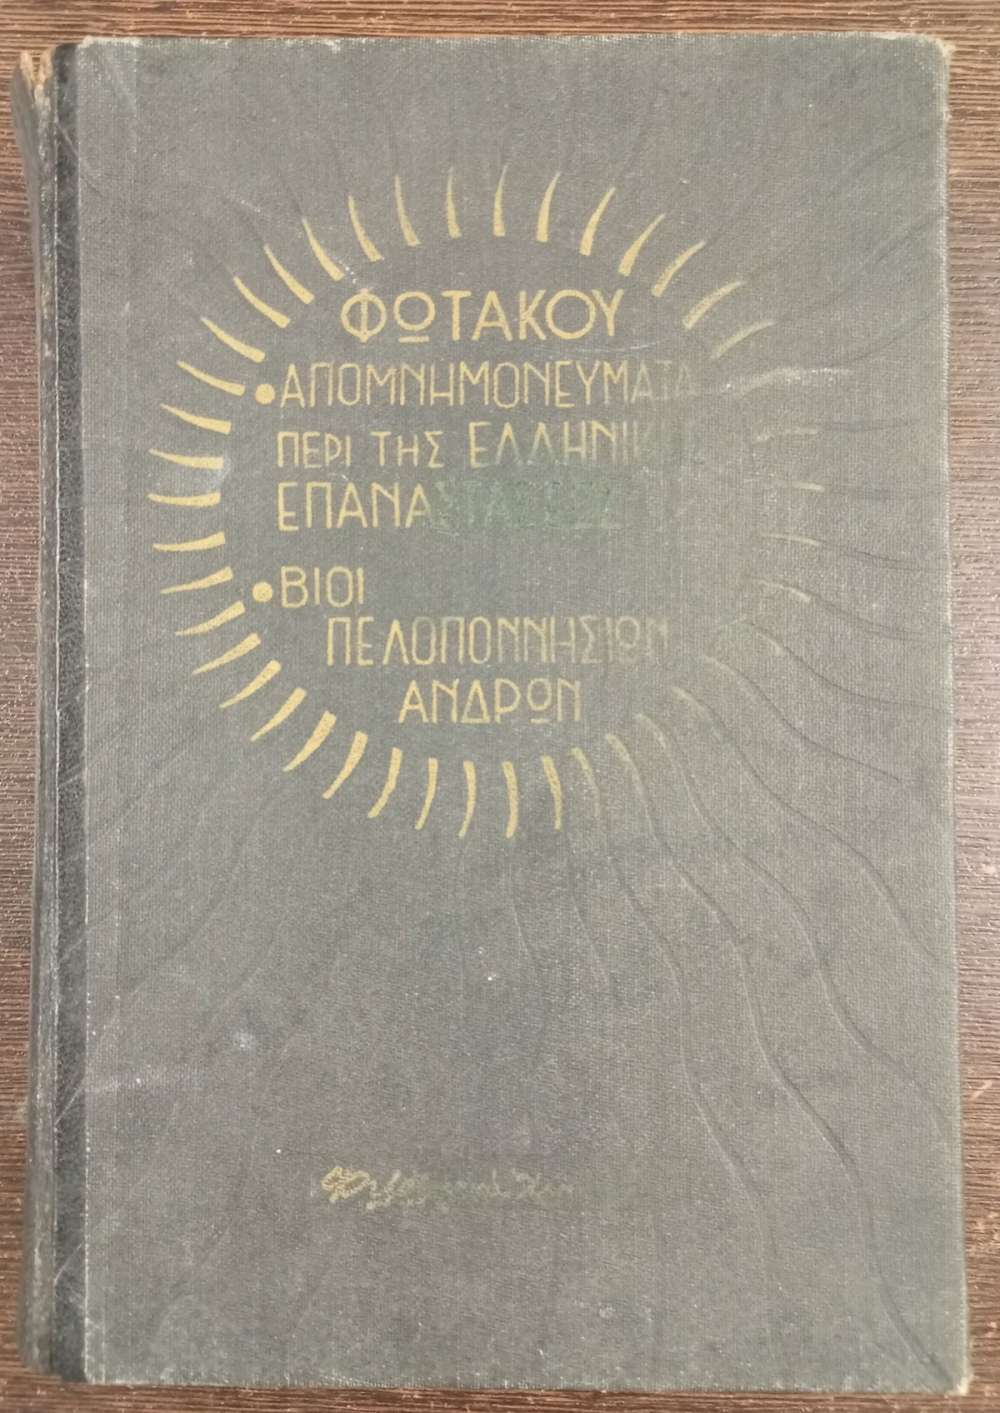 ΦΩΤΑΚΟΥ
•ΑΠΟΜΝΗΜΟΝΕΥΜΑΤΑ
ΠΕΡΙ ΤΗΣ ΕΛΛΗΝΙΚΗΣ
ΕΠΑΝΑΣΤΑΣΕΩΣ
•ΒΙΟΙ
ΠΕΛΟΠΟΝΝΗΣΙΩΝ
ΑΝΔΡΩΝ